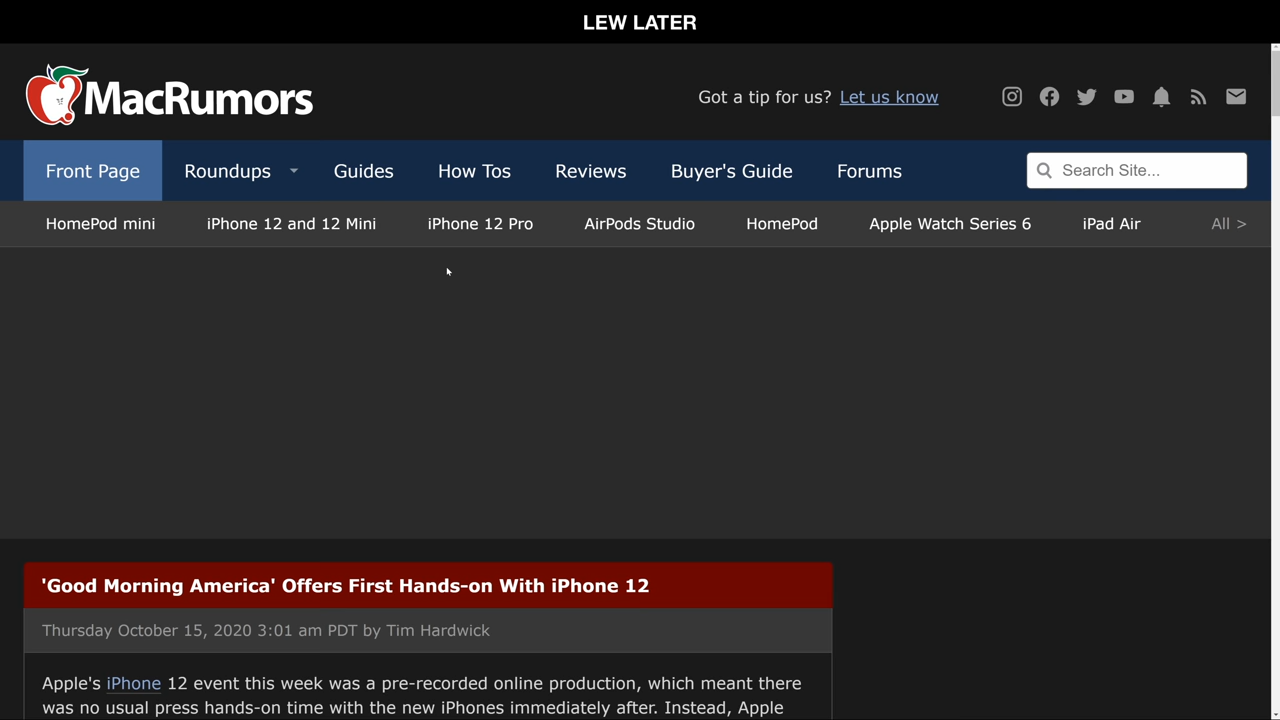 LEW LATER
MacRumors
Got a tip for us? Let us know
Front Page Roundups Guides How Tos Reviews Buyer's Guide Forums Search Site...
HomePod mini iPhone 12 and 12 Mini iPhone 12 Pro AirPods Studio HomePod Apple Watch Series 6 iPad Air All >
'Good Morning America' Offers First Hands-on With iPhone 12
Thursday October 15, 2020 3:01 am PDT by Tim Hardwick
Apple's iPhone 12 event this week was a pre-recorded online production, which meant there
was no usual press hands-on time with the new iPhones immediately after. Instead, Apple